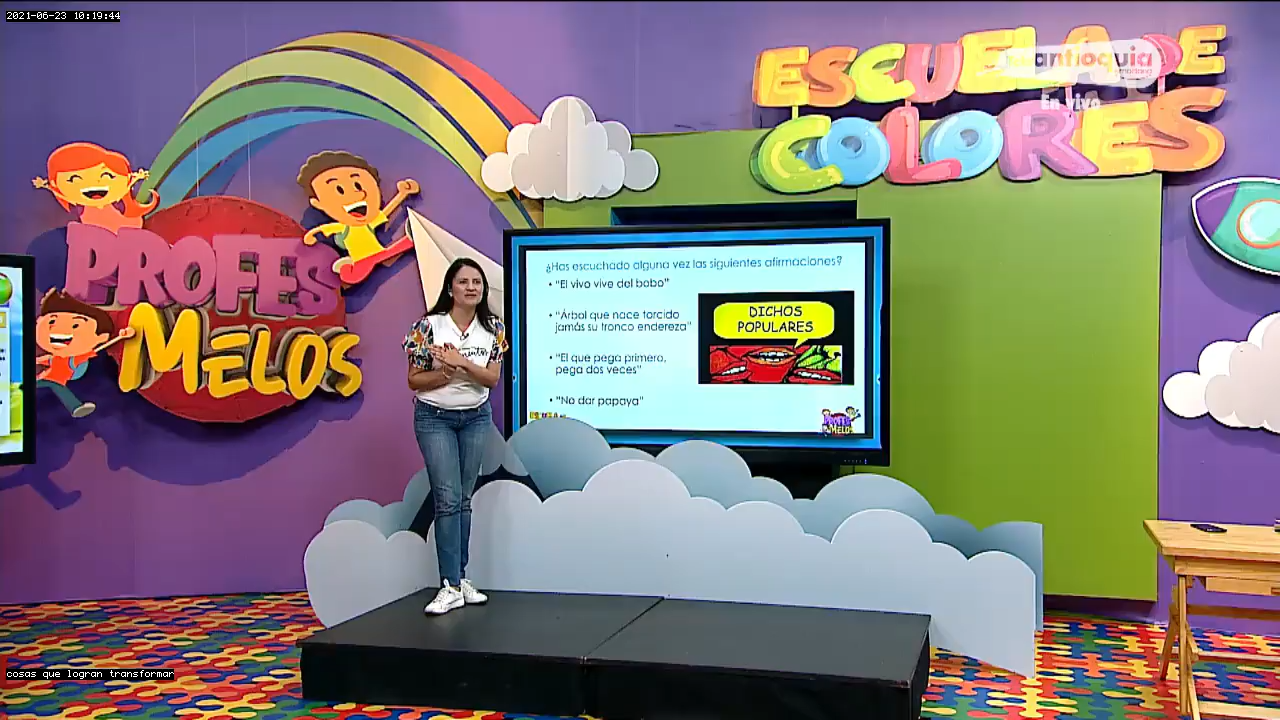 2021-06-23 10:19:44
ESCUELA DE
COLORES
antioquia
En vivo
PROFES
MELOS
¿Has escuchado alguna vez las siguientes afirmaciones?
• "El vivo vive del bobo"
• "Árbol que nace torcido
jamás su tronco endereza"
• "El que pega primero,
pega dos veces"
• "No dar papaya"
DICHOS
POPULARES
PROFES
MELOS
cosas que logran transformar